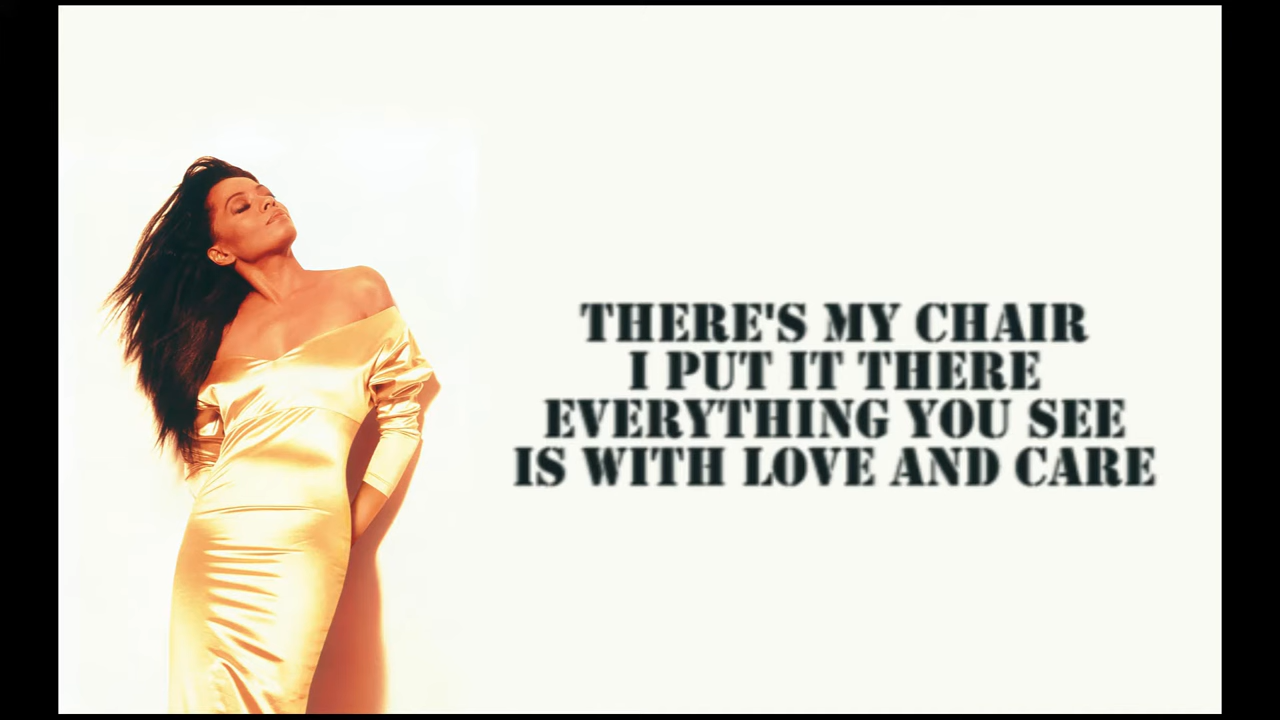 THERE'S MY CHAIR
I PUT IT THERE
EVERYTHING YOU SEE
IS WITH LOVE AND CARE